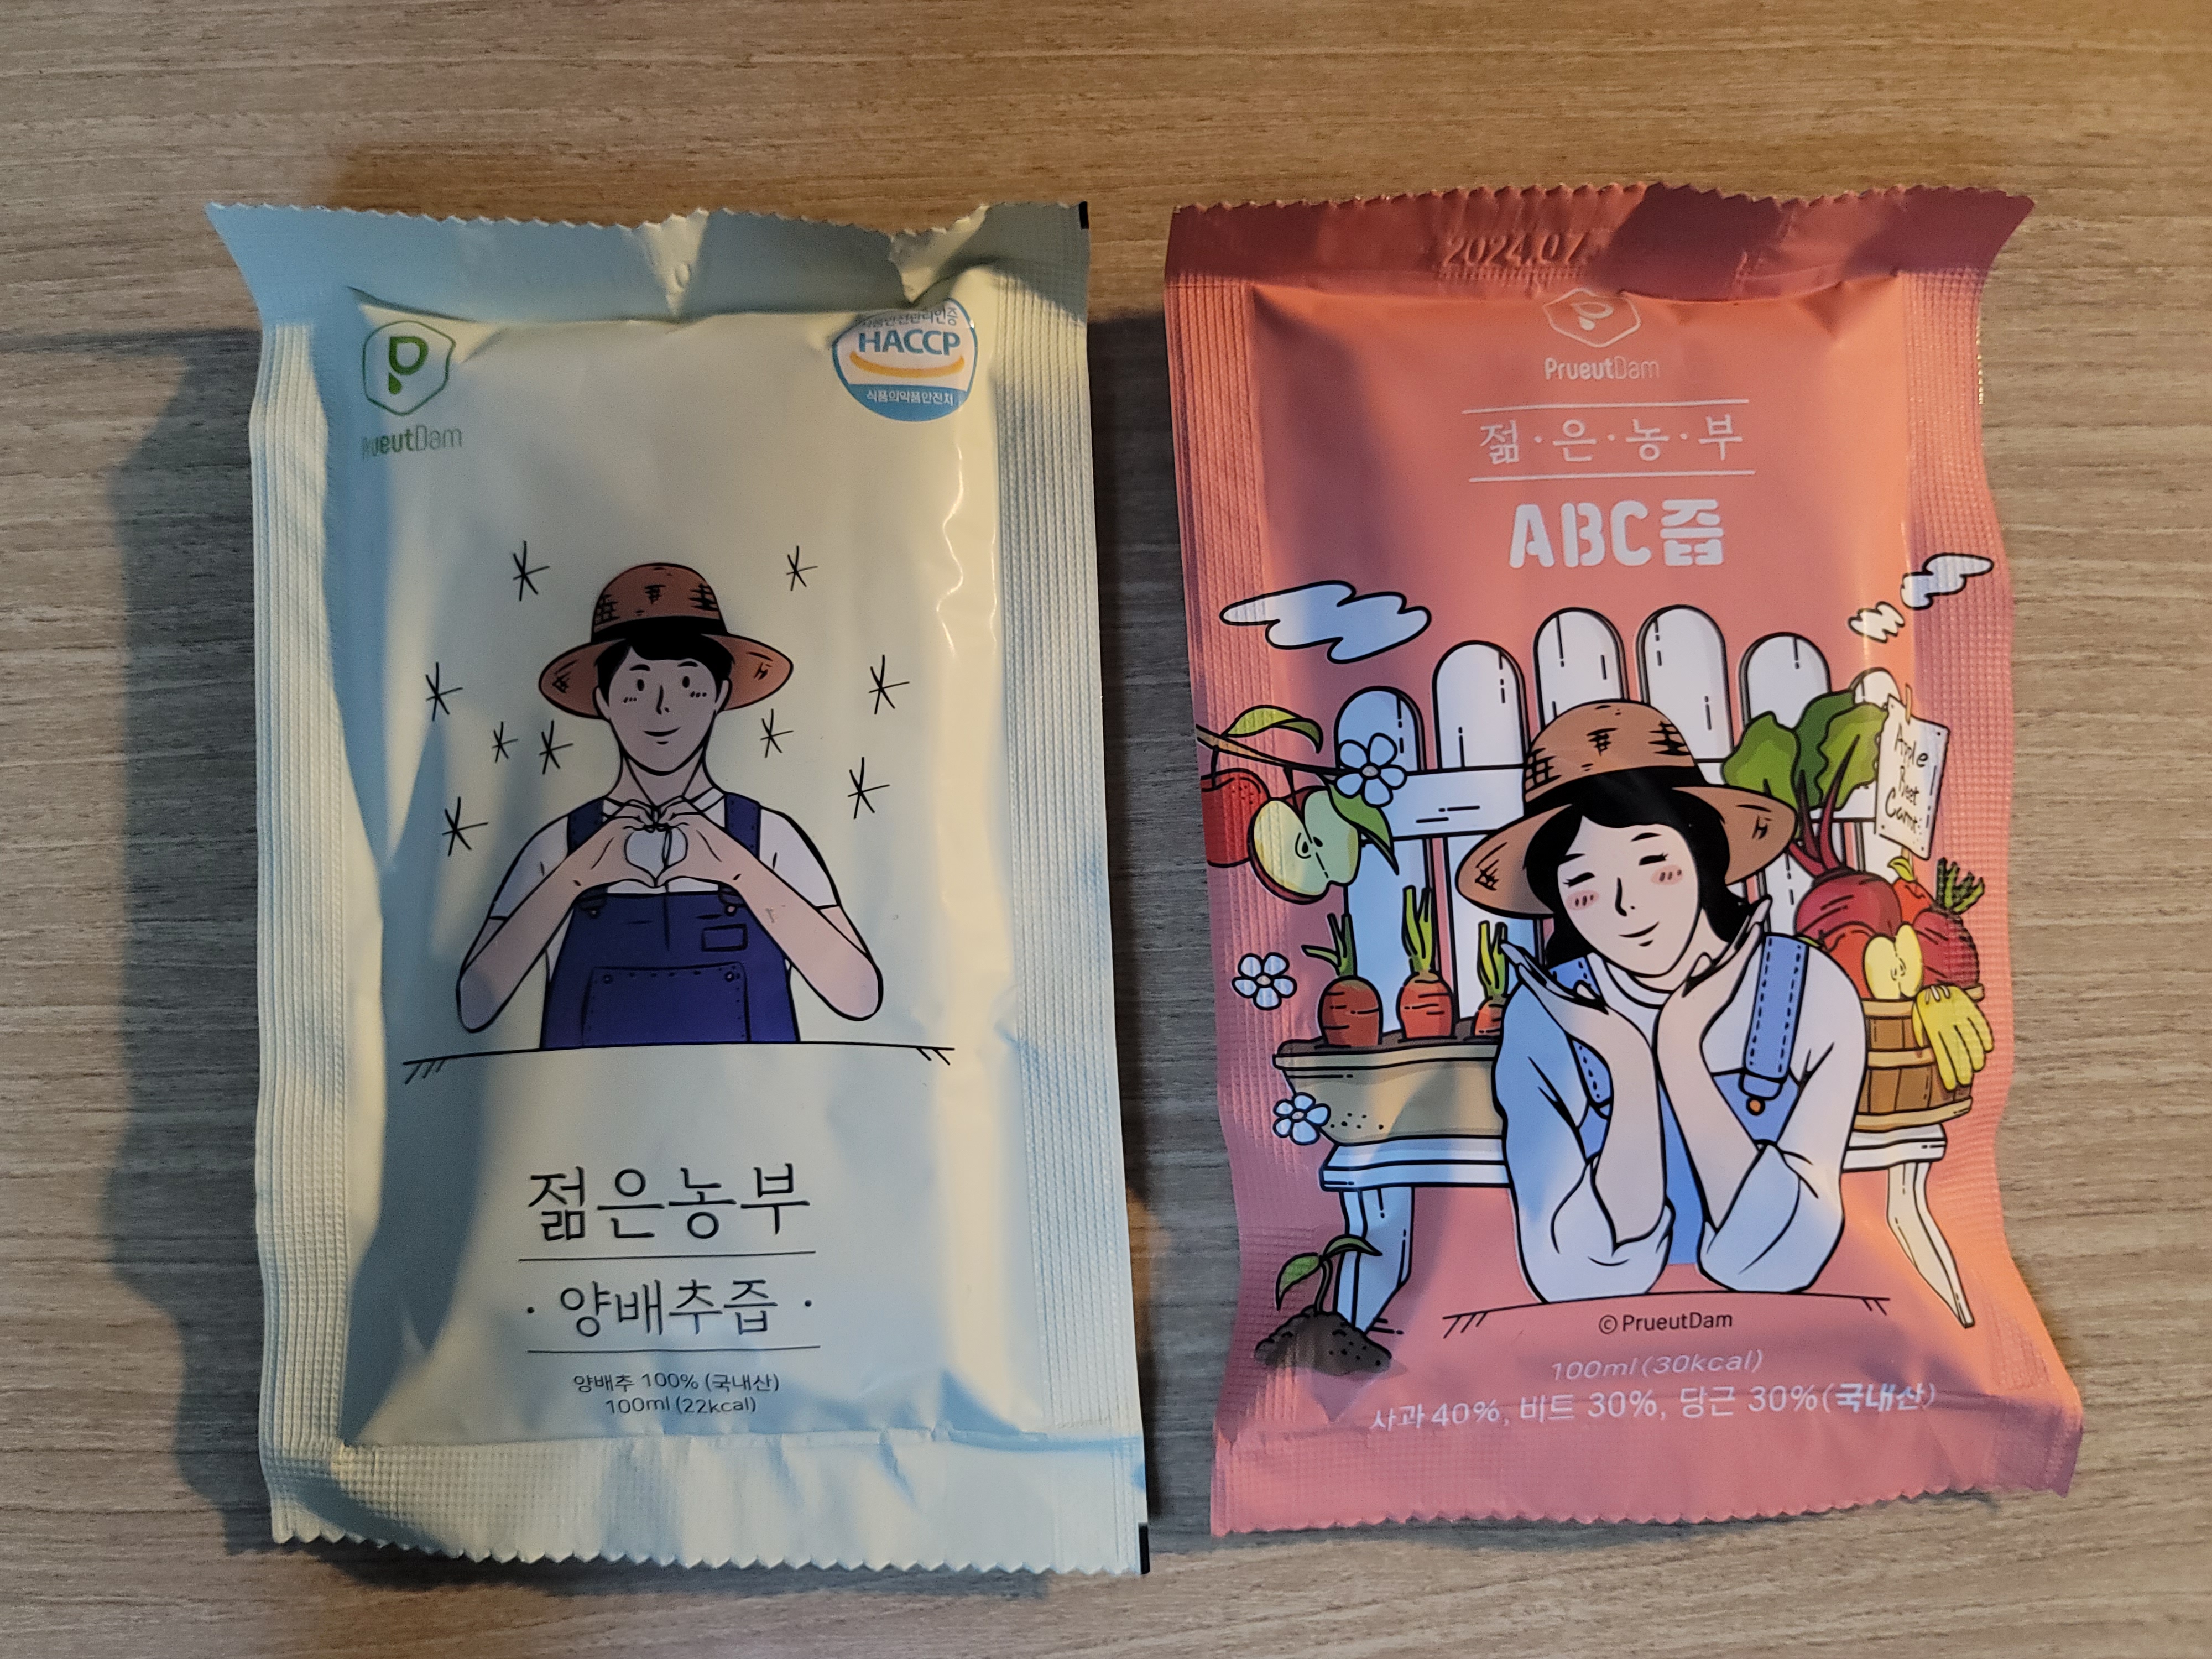 PrueutDam
HACCP
식품의약품안전처
젊은농부
· 양배추즙 ·
양배추 100% (국내산)
100ml (22kcal)
2024.07.
PrueutDam
젊·은·농·부
ABC즙
Apple
Beet
Carrot
© PrueutDam
100ml (30kcal)
사과 40%, 비트 30%, 당근 30% (국내산)